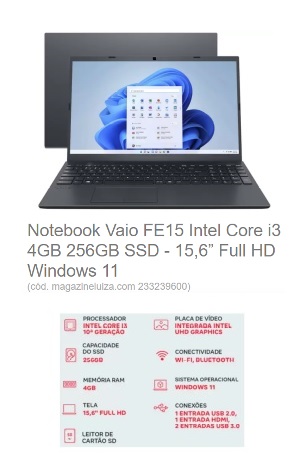 Notebook Vaio FE15 Intel Core i3
4GB 256GB SSD - 15,6” Full HD
Windows 11
(cód. magazineluiza.com 233239600)
PROCESSADOR
INTEL CORE I3
10ª GERAÇÃO
PLACA DE VÍDEO
INTEGRADA INTEL
UHD GRAPHICS
CAPACIDADE
DO SSD
256GB
CONECTIVIDADE
WI-FI, BLUETOOTH
MEMÓRIA RAM
4GB
SISTEMA OPERACIONAL
WINDOWS 11
TELA
15,6" FULL HD
CONEXÕES
1 ENTRADA USB 2.0,
1 ENTRADA HDMI,
2 ENTRADAS USB 3.0
LEITOR DE
CARTÃO SD